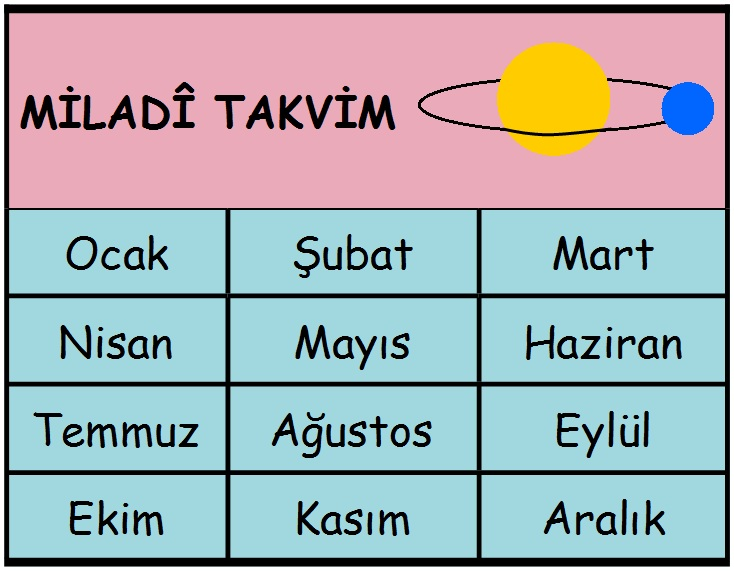 MİLADÎ TAKVİM
Ocak Şubat Mart
Nisan Mayıs Haziran
Temmuz Ağustos Eylül
Ekim Kasım Aralık